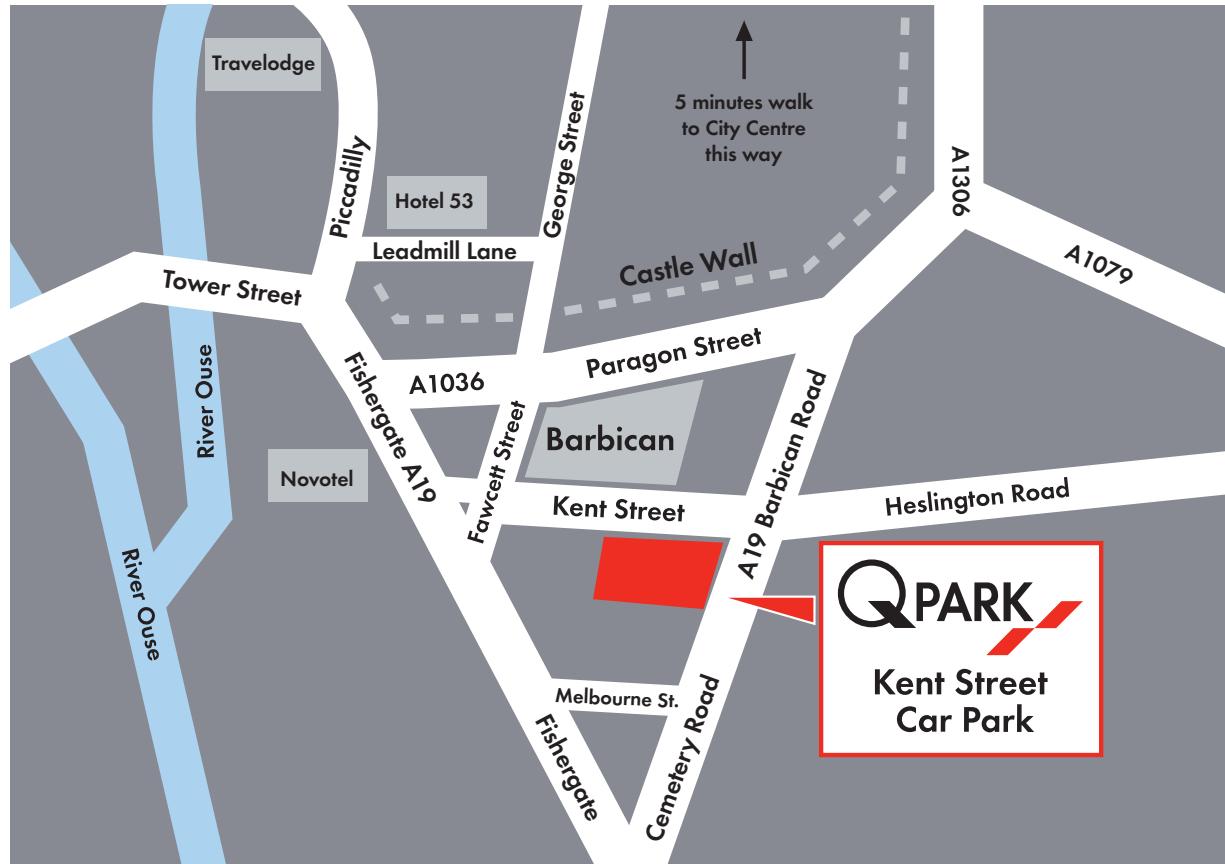 Travelodge
5 minutes walk
to City Centre
this way
George Street
Piccadilly
A1306
Hotel 53
Leadmill Lane
Castle Wall
A1079
Tower Street
River Ouse
Paragon Street
A1036
Fishergate A19
Barbican
A19 Barbican Road
Novotel
Fawcett Street
Kent Street
Heslington Road
River Ouse
Q PARK
Kent Street
Car Park
Melbourne St.
Fishergate
Cemetery Road